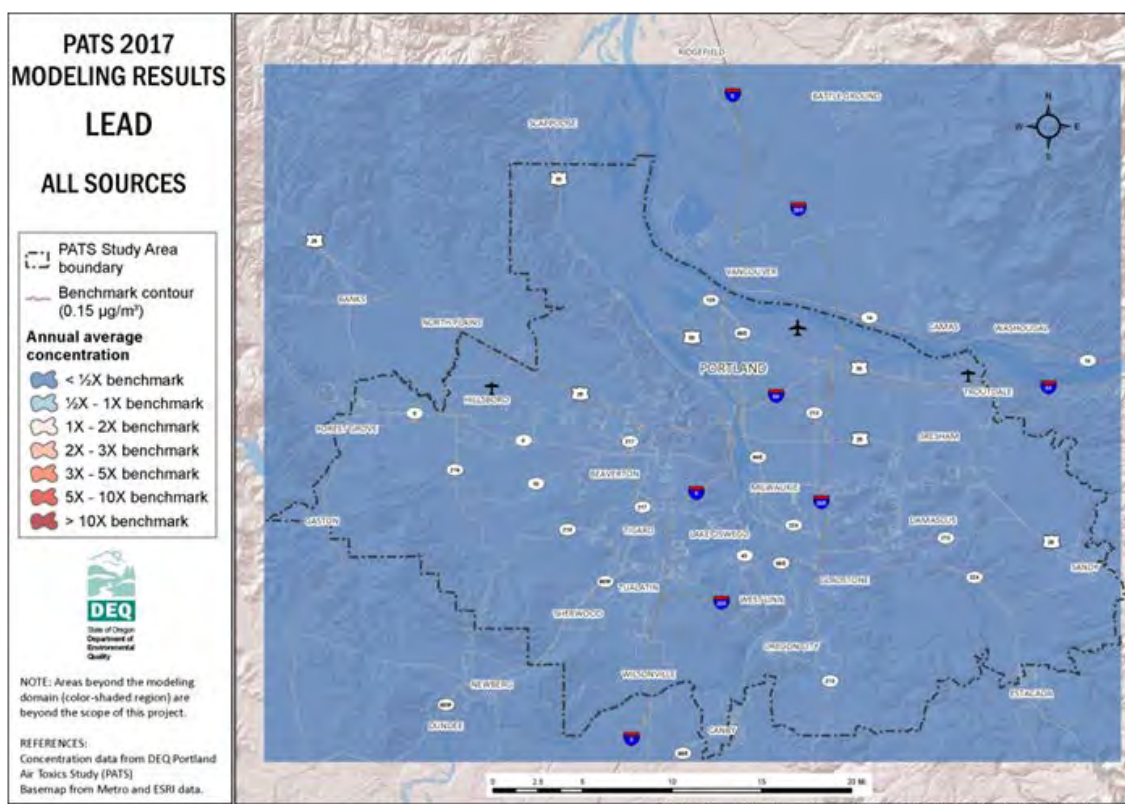 PATS 2017
MODELING RESULTS
LEAD
ALL SOURCES
PATS Study Area
boundary
Benchmark contour
(0.15 µg/m³)
Annual average
concentration
< ½X benchmark
½X - 1X benchmark
1X - 2X benchmark
2X - 3X benchmark
3X - 5X benchmark
5X - 10X benchmark
> 10X benchmark
DEQ
State of Oregon
Department of
Environmental
Quality
NOTE: Areas beyond the modeling
domain (color-shaded region) are
beyond the scope of this project.
REFERENCES:
Concentration data from DEQ Portland
Air Toxics Study (PATS)
Basemap from Metro and ESRI data.
RIDGEFIELD
BATTLE GROUND
SCAPPOOSE
N
W E
S
VANCOUVER
BANKS
NORTH PLAINS
CAMAS
WASHOUGAL
PORTLAND
HILLSBORO
TROUTDALE
FOREST GROVE
GRESHAM
BEAVERTON
MILWAUKIE
GASTON
TIGARD
LAKE OSWEGO
DAMASCUS
SANDY
TUALATIN
GLADSTONE
SHERWOOD
WEST LINN
OREGON CITY
WILSONVILLE
NEWBERG
ESTACADA
DUNDEE
CANBY
0 2.5 5 10 15 20 Mi